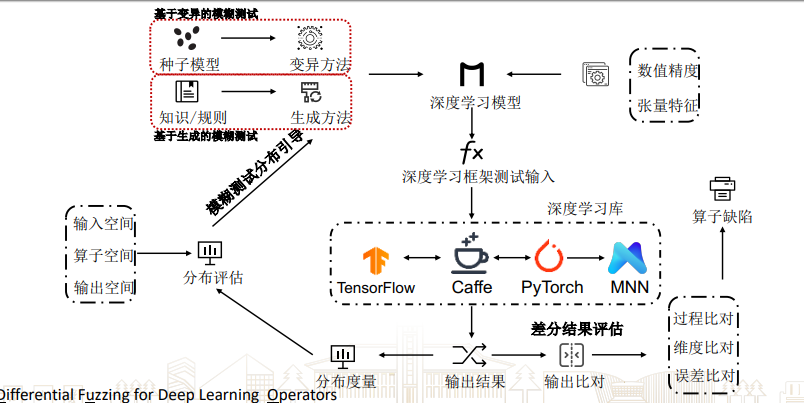 基于变异的模糊测试
种子模型
变异方法
知识/规则
生成方法
基于生成的模糊测试
深度学习模型
数值精度
张量特征
fx
深度学习框架测试输入
模糊测试分布引导
输入空间
算子空间
输出空间
分布评估
深度学习库
TensorFlow
Caffe
PyTorch
MNN
算子缺陷
差分结果评估
过程比对
维度比对
误差比对
分布度量
输出结果
输出比对
Differential Fuzzing for Deep Learning Operators